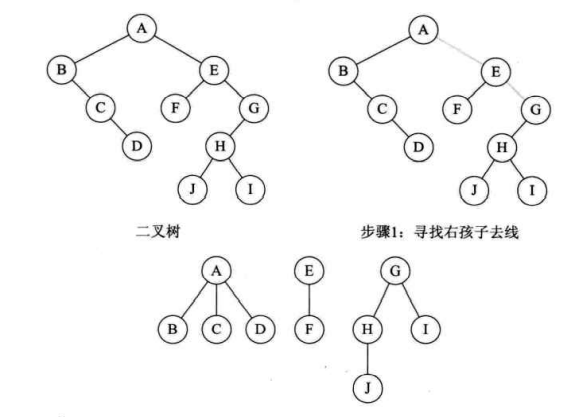 A A
B E B E
C F G C F G
D H D H
J I J I
二叉树 步骤1：寻找右孩子去线
A E G
B C D F H I
J